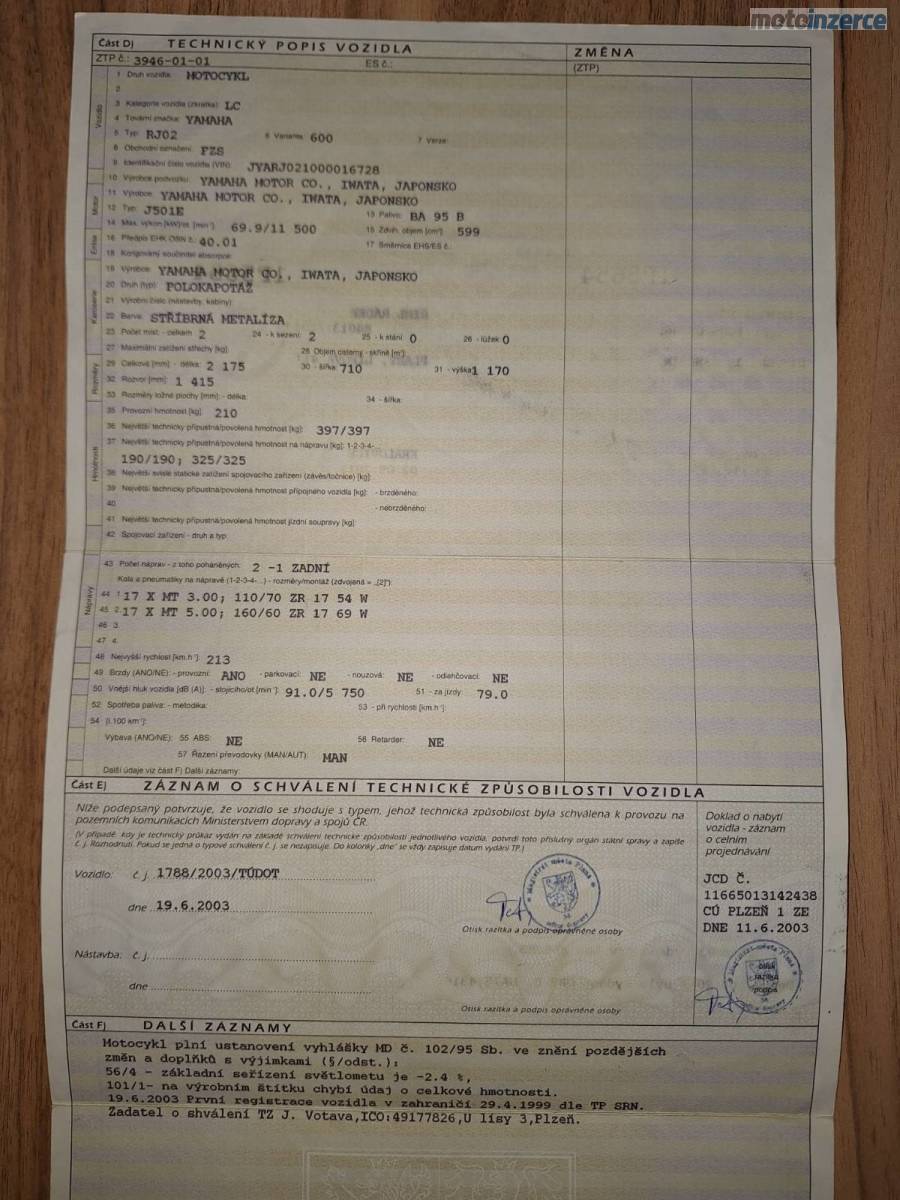 motoinzerce
Část D) TECHNICKÝ POPIS VOZIDLA ZMĚNA
ZTP č.: 3946-01-01 ES č.: (ZTP)
Vozidlo
1 Druh vozidla: MOTOCYKL
2
3 Kategorie vozidla (zkratka): LC
4 Tovární značka: YAMAHA
5 Typ: RJ02 6 Varianta: 600 7 Verze:
8 Obchodní označení: FZS
9 Identifikační číslo vozidla (VIN): JYARJ021000016728
10 Výrobce podvozku: YAMAHA MOTOR CO., IWATA, JAPONSKO
Motor
11 Výrobce: YAMAHA MOTOR CO., IWATA, JAPONSKO
12 Typ: J501E 13 Palivo: BA 95 B
14 Max. výkon [kW]/ot. [min⁻¹]: 69.9/11 500 15 Zdvih. objem [cm³]: 599
Emise
16 Předpis EHK OSN č.: 40.01 17 Směrnice EHS/ES č.:
18 Korigovaný součinitel absorpce:
Karoserie
19 Výrobce: YAMAHA MOTOR CO., IWATA, JAPONSKO
20 Druh (typ): POLOKAPOTÁŽ
21 Výrobní číslo (nástavby, kabiny):
22 Barva: STŘÍBRNÁ METALÍZA
23 Počet míst: - celkem 2 24 - k sezení: 2 25 - k stání: 0 26 - lůžek: 0
27 Maximální zatížení střechy [kg]: 28 Objem cisterny - skříně [m³]:
Rozměry
29 Celkové [mm] - délka: 2 175 30 - šířka: 710 31 - výška: 1 170
32 Rozvor [mm]: 1 415
33 Rozměry ložné plochy [mm]: - délka: 34 - šířka:
Hmotnosti
35 Provozní hmotnost [kg]: 210
36 Největší technicky přípustná/povolená hmotnost [kg]: 397/397
37 Největší technicky přípustná/povolená hmotnost na nápravu [kg]: 1-2-3-4-
190/190; 325/325
38 Největší svislé statické zatížení spojovacího zařízení (závěs/točnice) [kg]:
39 Největší technicky přípustná/povolená hmotnost přípojného vozidla [kg]: - brzděného:
40 - nebrzděného:
41 Největší technicky přípustná/povolená hmotnost jízdní soupravy [kg]:
42 Spojovací zařízení - druh a typ:
Nápravy
43 Počet náprav - z toho poháněných: 2 -1 ZADNÍ
Kola a pneumatiky na nápravě (1-2-3-4-...) - rozměry/montáž (zdvojená = „[2]"):
44 1. 17 X MT 3.00; 110/70 ZR 17 54 W
45 2. 17 X MT 5.00; 160/60 ZR 17 69 W
46 3.
47 4.
48 Nejvyšší rychlost [km.h⁻¹]: 213
49 Brzdy (ANO/NE): - provozní: ANO - parkovací: NE - nouzová: NE - odlehčovací: NE
50 Vnější hluk vozidla [dB (A)]: - stojícího/ot [min⁻¹]: 91.0/5 750 51 - za jízdy 79.0
52 Spotřeba paliva: - metodika: 53 - při rychlosti [km.h⁻¹]:
54 [l.100 km⁻¹]:
Výbava (ANO/NE): 55 ABS: NE 56 Retarder: NE
57 Řazení převodovky (MAN/AUT): MAN
Další údaje viz část F) Další záznamy:
Část E) ZÁZNAM O SCHVÁLENÍ TECHNICKÉ ZPŮSOBILOSTI VOZIDLA
Níže podepsaný potvrzuje, že vozidlo se shoduje s typem, jehož technická způsobilost byla schválena k provozu na
pozemních komunikacích Ministerstvem dopravy a spojů ČR.
(V případě, kdy je technický průkaz vydán na základě schválení technické způsobilosti jednotlivého vozidla, potvrdí toto příslušný orgán státní správy a zapíše
č. j. Rozhodnutí. Pokud se jedná o typové schválení č. j. se nezapisuje. Do kolonky „dne" se vždy zapisuje datum vydání TP.)
Doklad o nabytí
vozidla - záznam
o celním
projednávání
Vozidlo: č. j. 1788/2003/TÚDOT
dne 19.6.2003
Magistrát města Plzně
Otisk razítka a podpis oprávněné osoby
JCD Č.
11665013142438
CÚ PLZEŇ 1 ZE
DNE 11.6.2003
Nástavba: č. j.
dne
Otisk razítka a podpis oprávněné osoby
otisk
razítka
podpis
Část F) DALŠÍ ZÁZNAMY
Motocykl plní ustanovení vyhlášky MD č. 102/95 Sb. ve znění pozdějších
změn a doplňků s výjimkami (§/odst.):
56/4 - základní seřízení světlometu je -2.4 %,
101/1- na výrobním štítku chybí údaj o celkové hmotnosti.
19.6.2003 První registrace vozidla v zahraničí 29.4.1999 dle TP SRN.
Žadatel o shválení TZ J. Votava,ICO:49177826,U lísy 3,Plzeň.